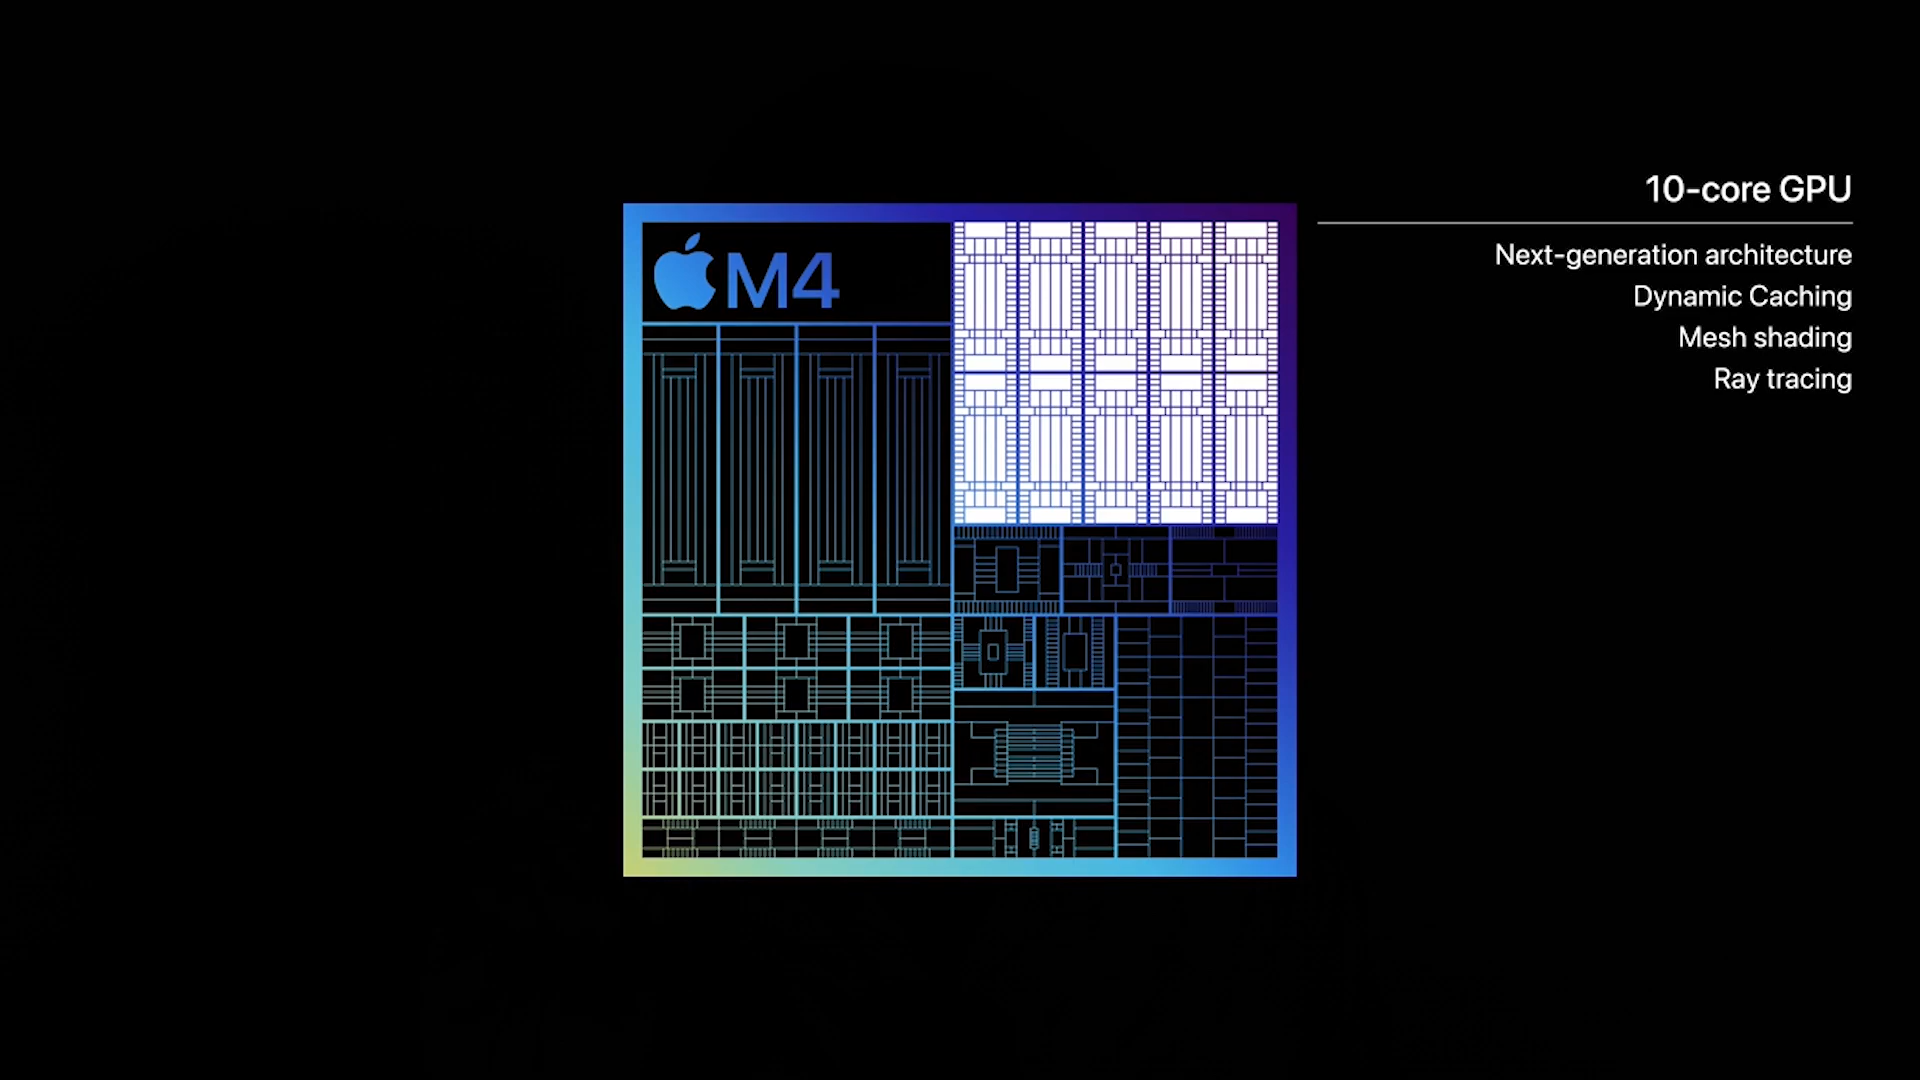 M4
10-core GPU
Next-generation architecture
Dynamic Caching
Mesh shading
Ray tracing